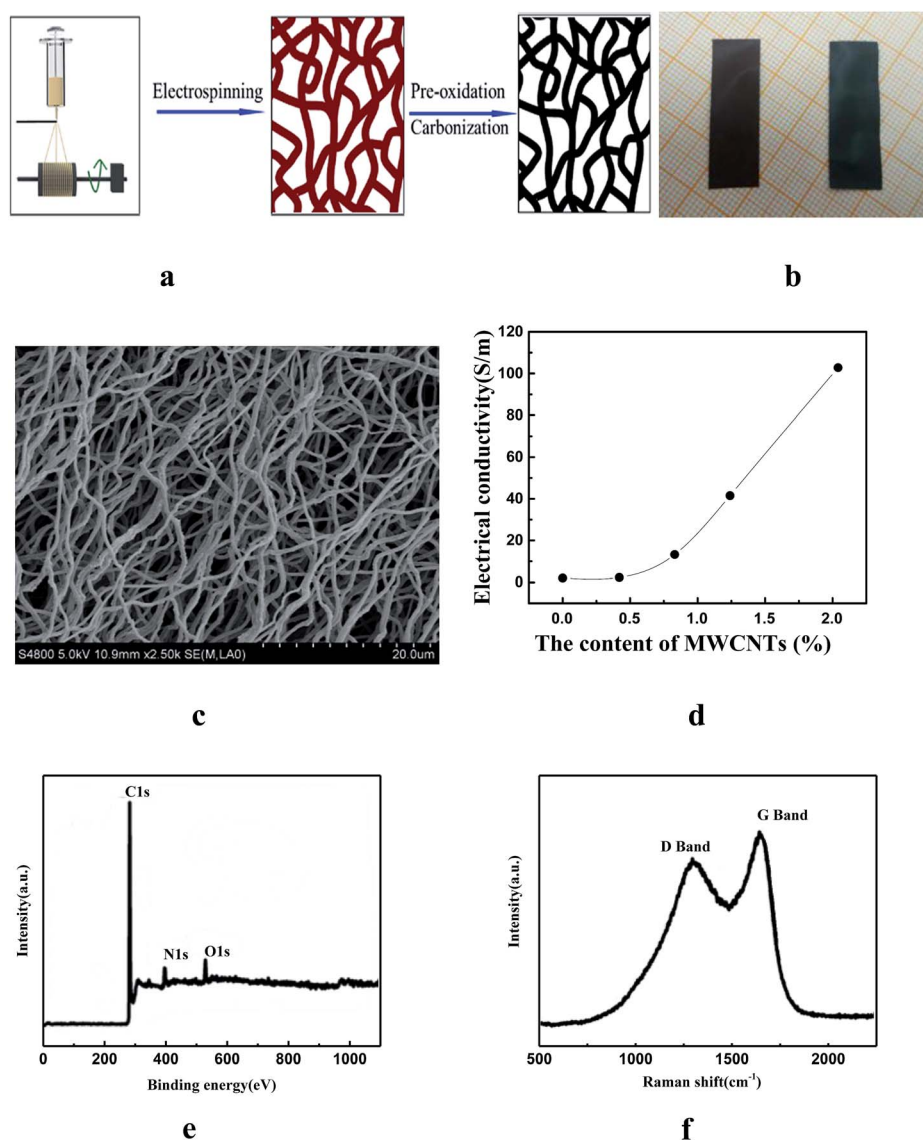 Electrospinning
Pre-oxidation
Carbonization
a
b
S4800 5.0kV 10.9mm x2.50k SE(M,LA0)
20.0um
c
120
100
80
60
40
20
0
Electrical conductivity(S/m)
0.0
0.5
1.0
1.5
2.0
The content of MWCNTs (%)
d
C1s
N1s
O1s
Intensity(a.u.)
0
200
400
600
800
1000
Binding energy(eV)
e
D Band
G Band
Intensity(a.u.)
500
1000
1500
2000
Raman shift(cm⁻¹)
f